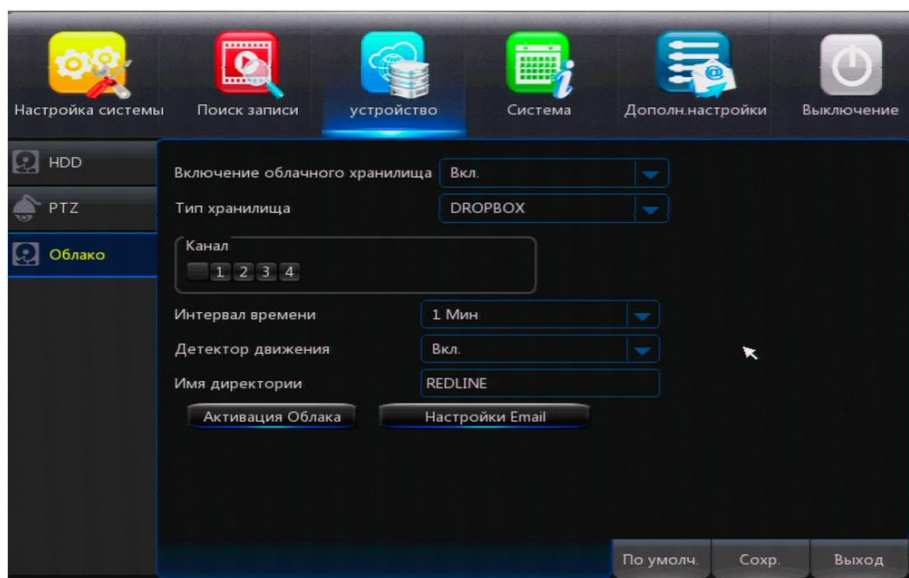 Настройка системы
Поиск записи
устройство
Система
Дополн.настройки
Выключение
HDD
PTZ
Облако
Включение облачного хранилища
Вкл.
Тип хранилища
DROPBOX
Канал
1 2 3 4
Интервал времени
1 Мин
Детектор движения
Вкл.
Имя директории
REDLINE
Активация Облака
Настройки Email
По умолч.
Сохр.
Выход